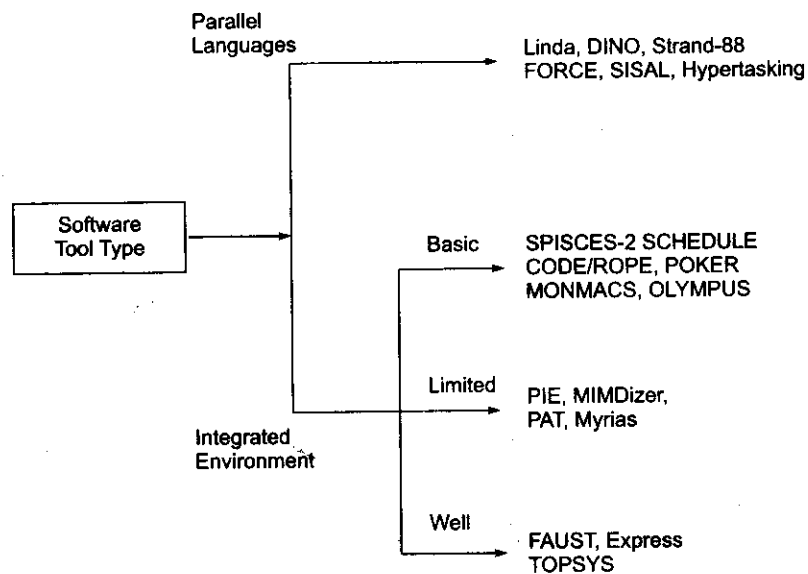 Parallel
Languages
Linda, DINO, Strand-88
FORCE, SISAL, Hypertasking
Software
Tool Type
Basic
SPISCES-2 SCHEDULE
CODE/ROPE, POKER
MONMACS, OLYMPUS
Limited
PIE, MIMDizer,
PAT, Myrias
Integrated
Environment
Well
FAUST, Express
TOPSYS